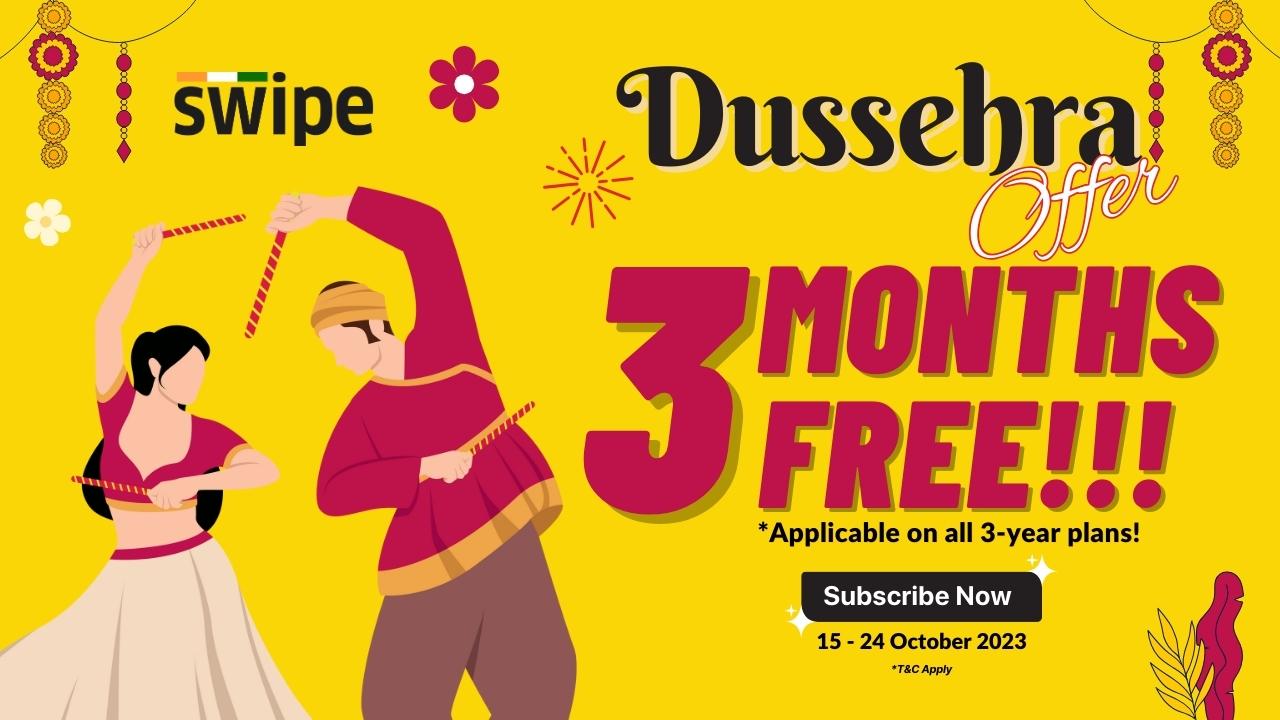 swipe
Dussehra
Offer
3 MONTHS
FREE!!!
*Applicable on all 3-year plans!
Subscribe Now
15 - 24 October 2023
*T&C Apply